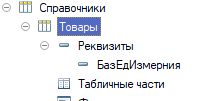 Справочники
Товары
Реквизиты
БазЕдИзмерния
Табличные части